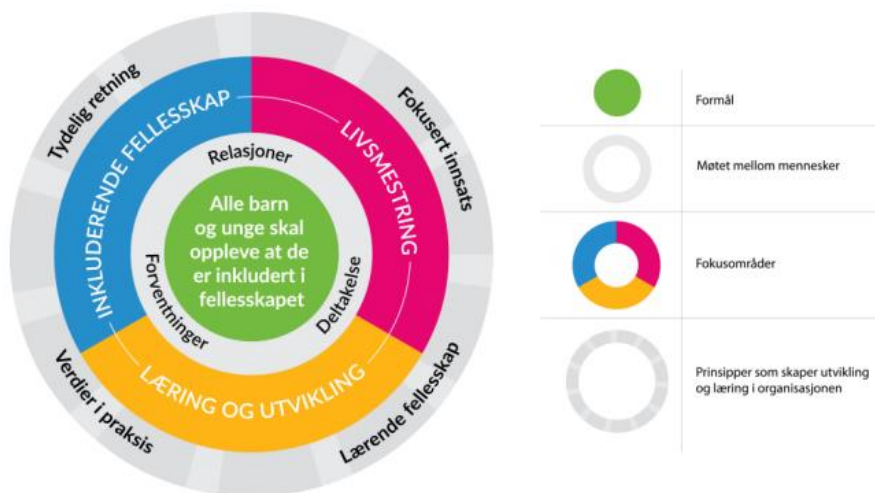 Tydelig retning
Fokusert innsats
INKLUDERENDE FELLESSKAP
LIVSMESTRING
Relasjoner
Alle barn
og unge skal
oppleve at de
er inkludert i
fellesskapet
Forventninger
Deltakelse
LÆRING OG UTVIKLING
Verdier i praksis
Lærende fellesskap
Formål
Møtet mellom mennesker
Fokusområder
Prinsipper som skaper utvikling
og læring i organisasjonen